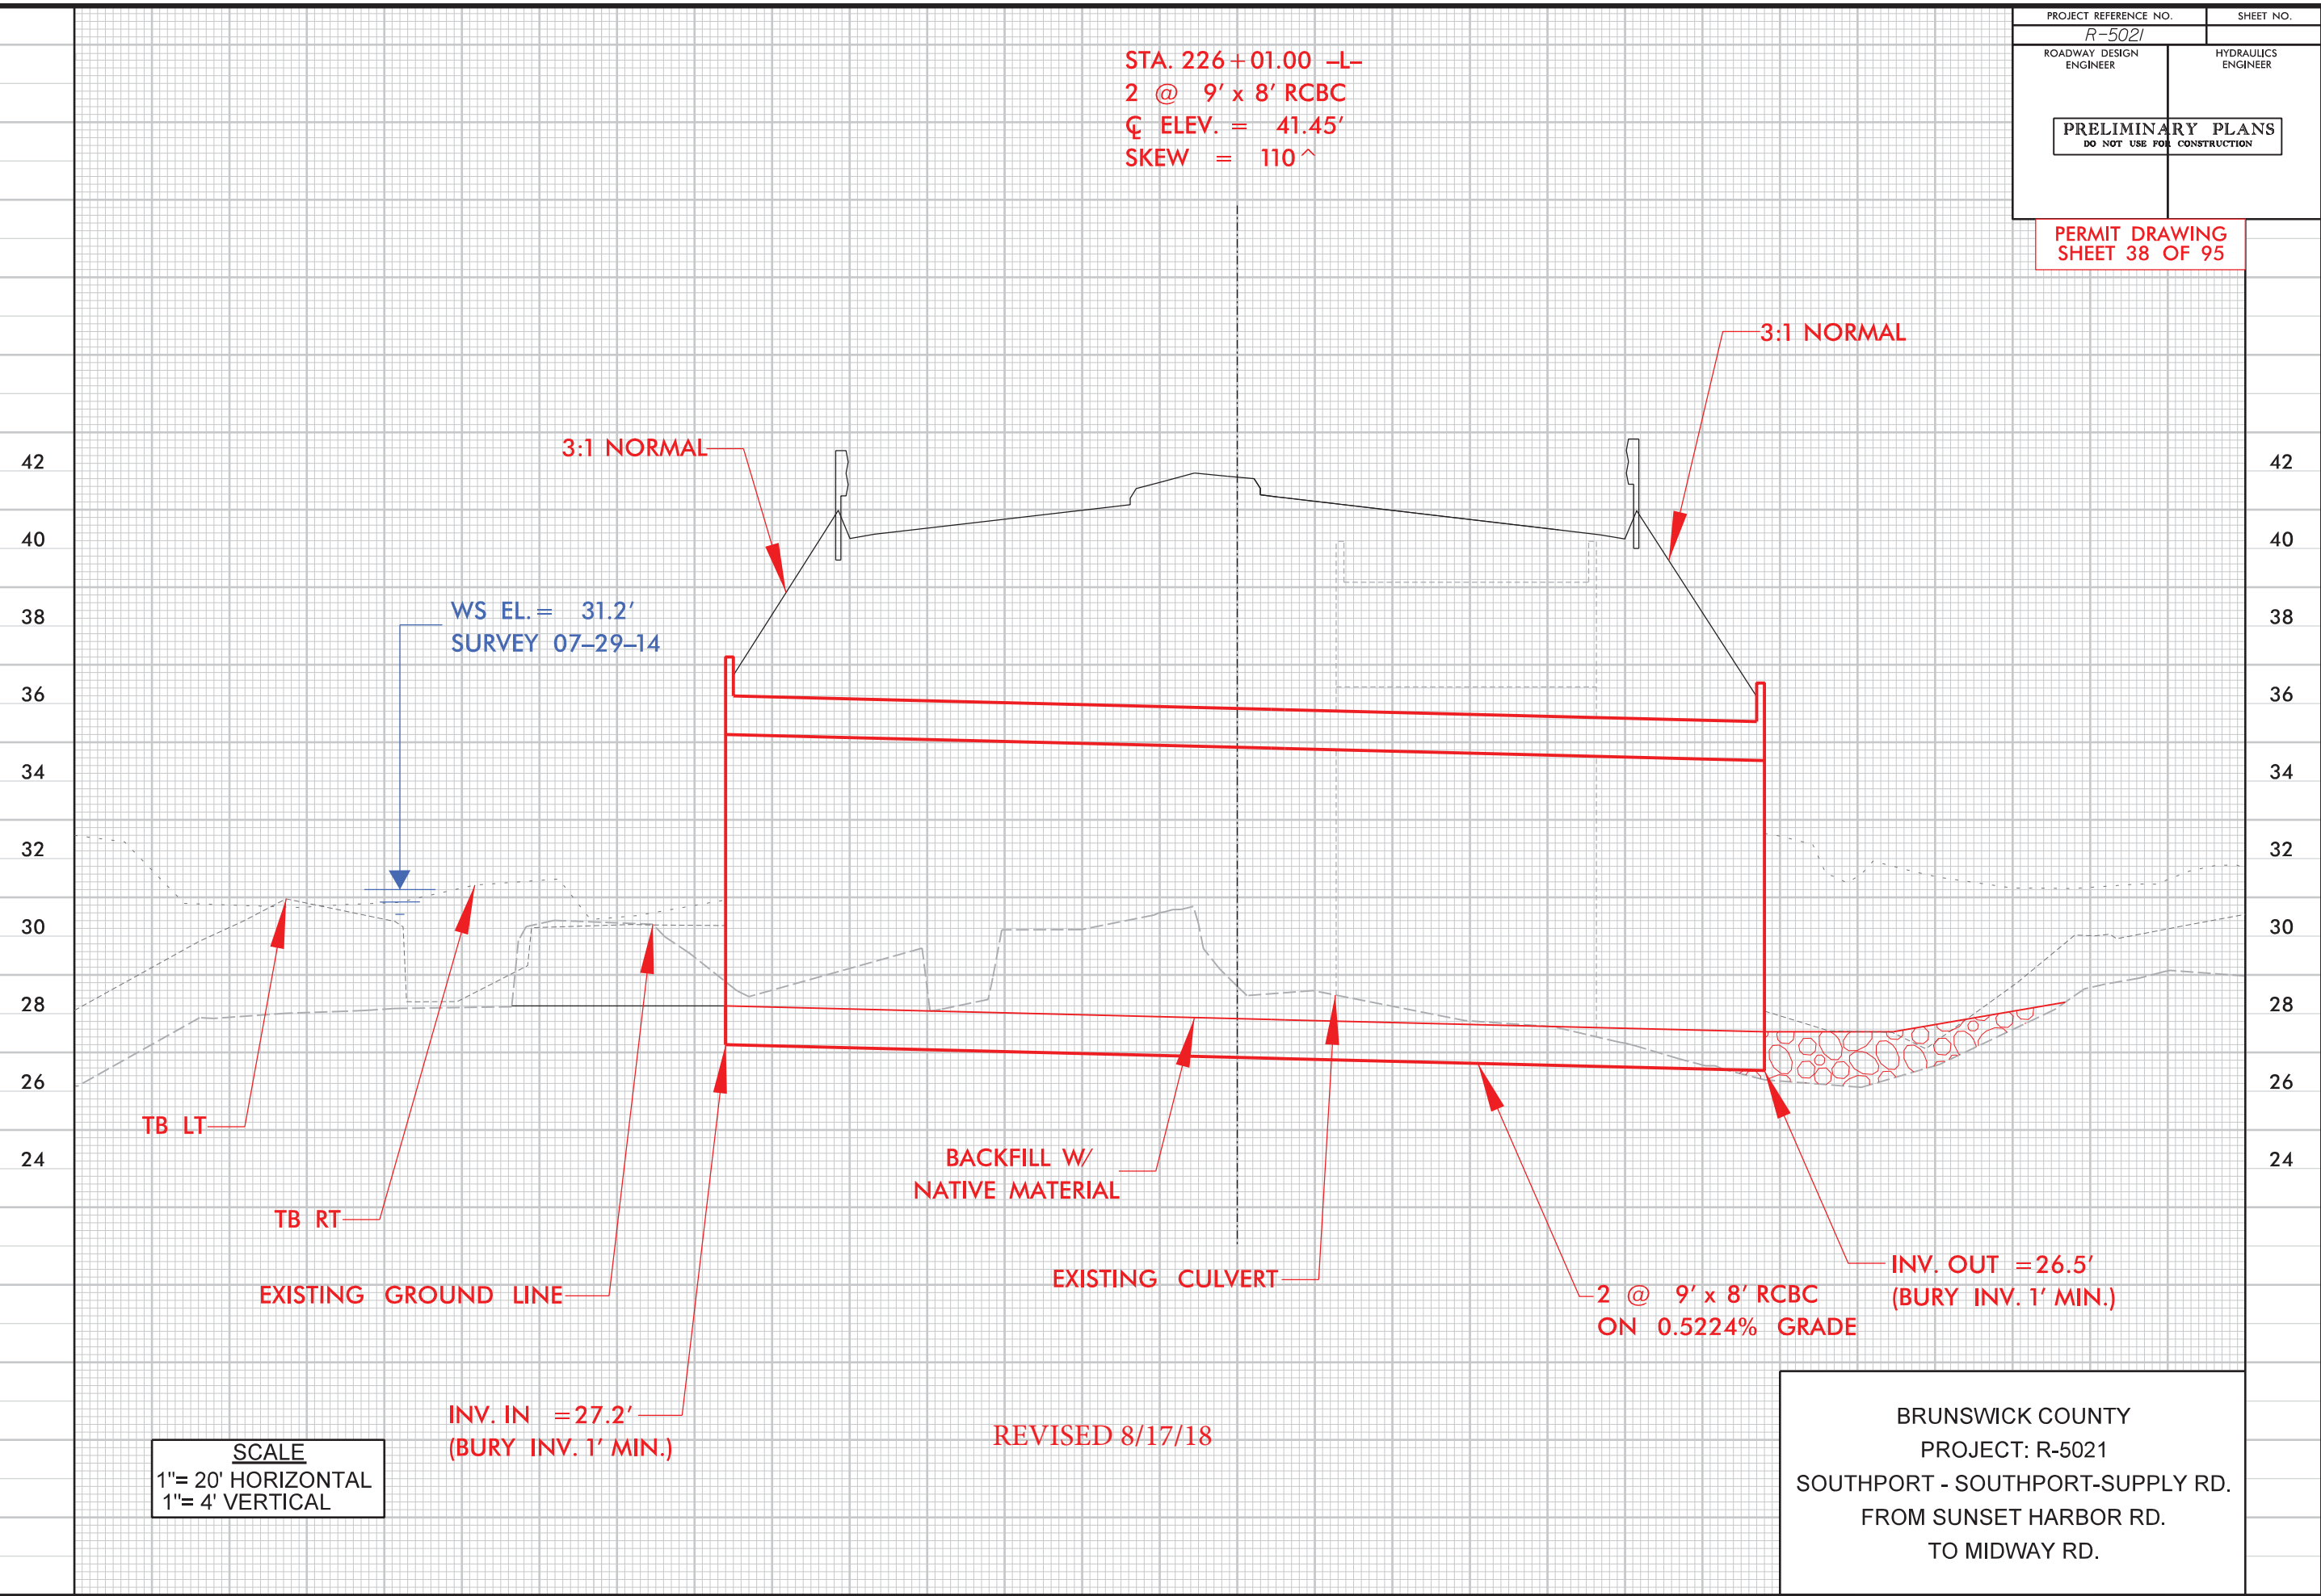 PROJECT REFERENCE NO.
SHEET NO.
R-5021
ROADWAY DESIGN
ENGINEER
HYDRAULICS
ENGINEER
PRELIMINARY PLANS
DO NOT USE FOR CONSTRUCTION
PERMIT DRAWING
SHEET 38 OF 95
STA. 226+01.00 -L-
2 @ 9' x 8' RCBC
℄ ELEV. = 41.45'
SKEW = 110^
3:1 NORMAL
3:1 NORMAL
42
40
38
36
34
32
30
28
26
24
42
40
38
36
34
32
30
28
26
24
WS EL. = 31.2'
SURVEY 07-29-14
TB LT
TB RT
EXISTING GROUND LINE
INV. IN =27.2'
(BURY INV. 1' MIN.)
BACKFILL W/
NATIVE MATERIAL
EXISTING CULVERT
2 @ 9' x 8' RCBC
ON 0.5224% GRADE
INV. OUT =26.5'
(BURY INV. 1' MIN.)
REVISED 8/17/18
SCALE
1"= 20' HORIZONTAL
1"= 4' VERTICAL
BRUNSWICK COUNTY
PROJECT: R-5021
SOUTHPORT - SOUTHPORT-SUPPLY RD.
FROM SUNSET HARBOR RD.
TO MIDWAY RD.